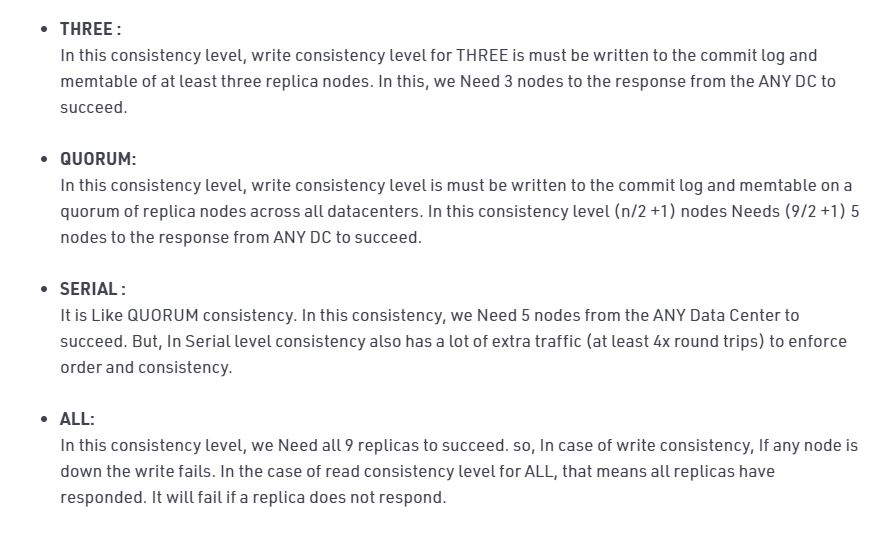 • THREE :
In this consistency level, write consistency level for THREE is must be written to the commit log and
memtable of at least three replica nodes. In this, we Need 3 nodes to the response from the ANY DC to
succeed.
• QUORUM:
In this consistency level, write consistency level is must be written to the commit log and memtable on a
quorum of replica nodes across all datacenters. In this consistency level (n/2 +1) nodes Needs (9/2 +1) 5
nodes to the response from ANY DC to succeed.
• SERIAL :
It is Like QUORUM consistency. In this consistency, we Need 5 nodes from the ANY Data Center to
succeed. But, In Serial level consistency also has a lot of extra traffic (at least 4x round trips) to enforce
order and consistency.
• ALL:
In this consistency level, we Need all 9 replicas to succeed. so, In case of write consistency, If any node is
down the write fails. In the case of read consistency level for ALL, that means all replicas have
responded. It will fail if a replica does not respond.